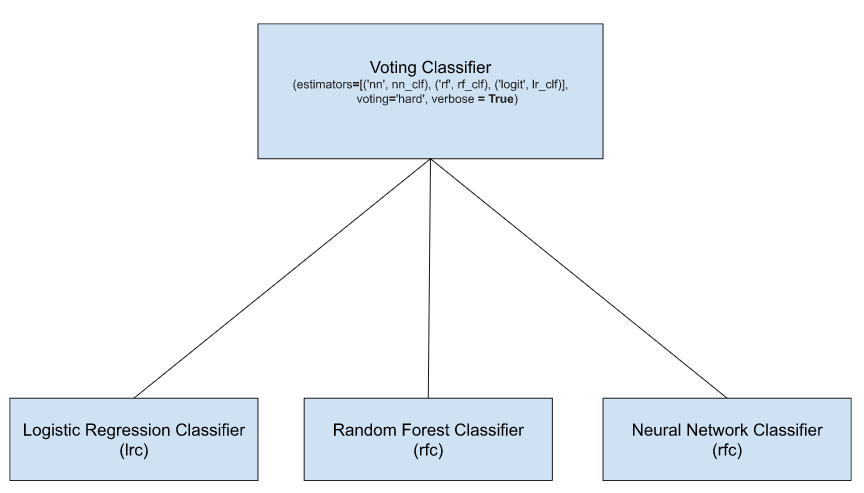 Voting Classifier
(estimators=[('nn', nn_clf), ('rf', rf_clf), ('logit', lr_clf)],
voting='hard', verbose = True)
Logistic Regression Classifier
(lrc)
Random Forest Classifier
(rfc)
Neural Network Classifier
(rfc)